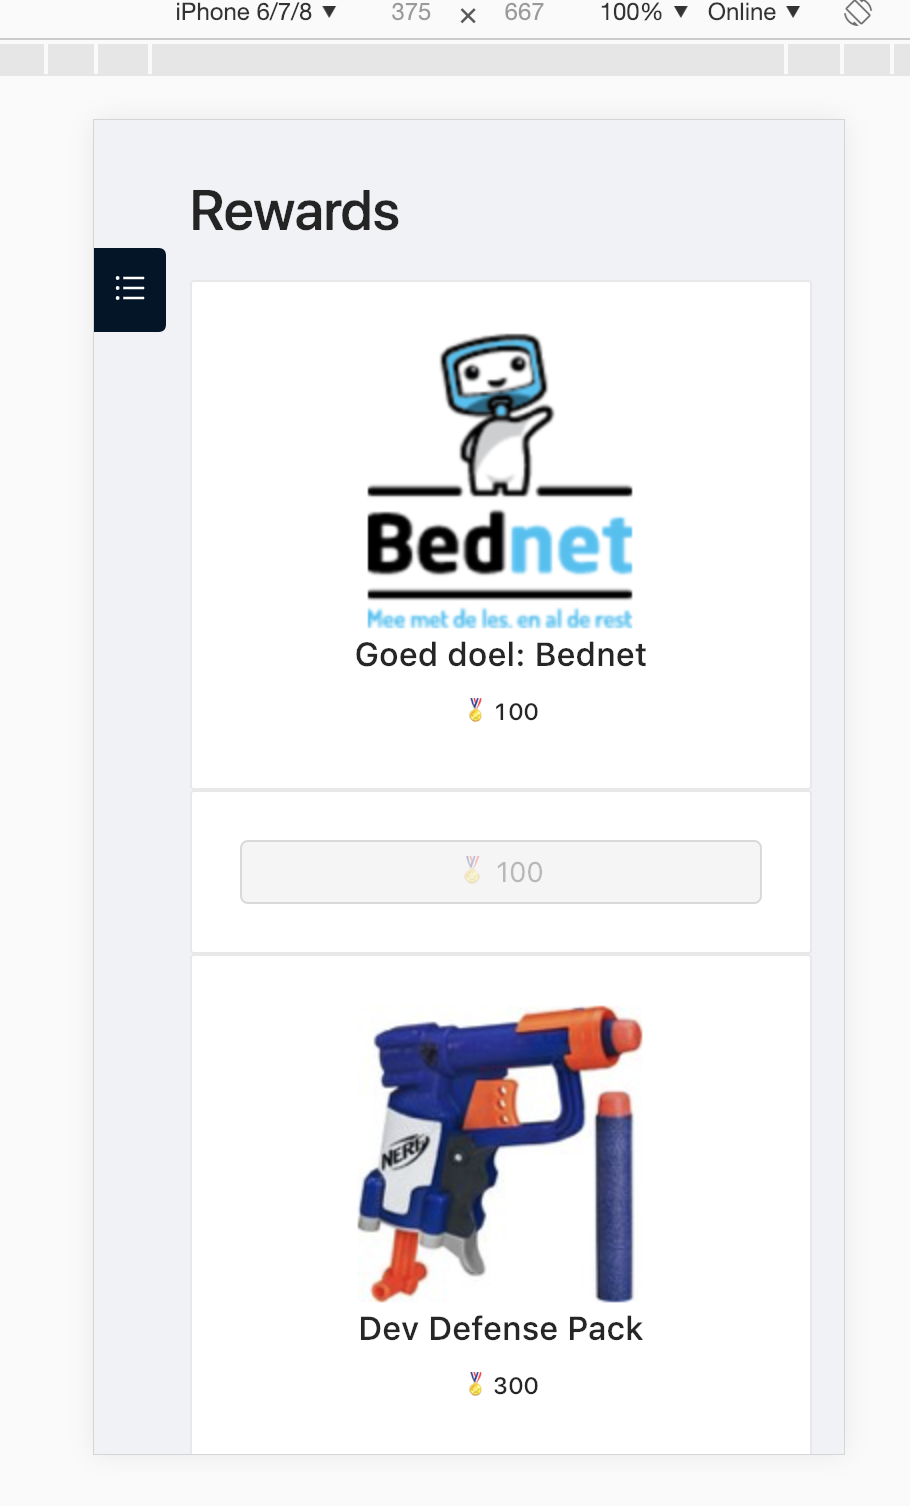 iPhone 6/7/8 ▼ 375 × 667 100% ▼ Online ▼
Rewards
Bednet
Mee met de les. en al de rest
Goed doel: Bednet
🏅 100
🏅 100
NERF
Dev Defense Pack
🏅 300